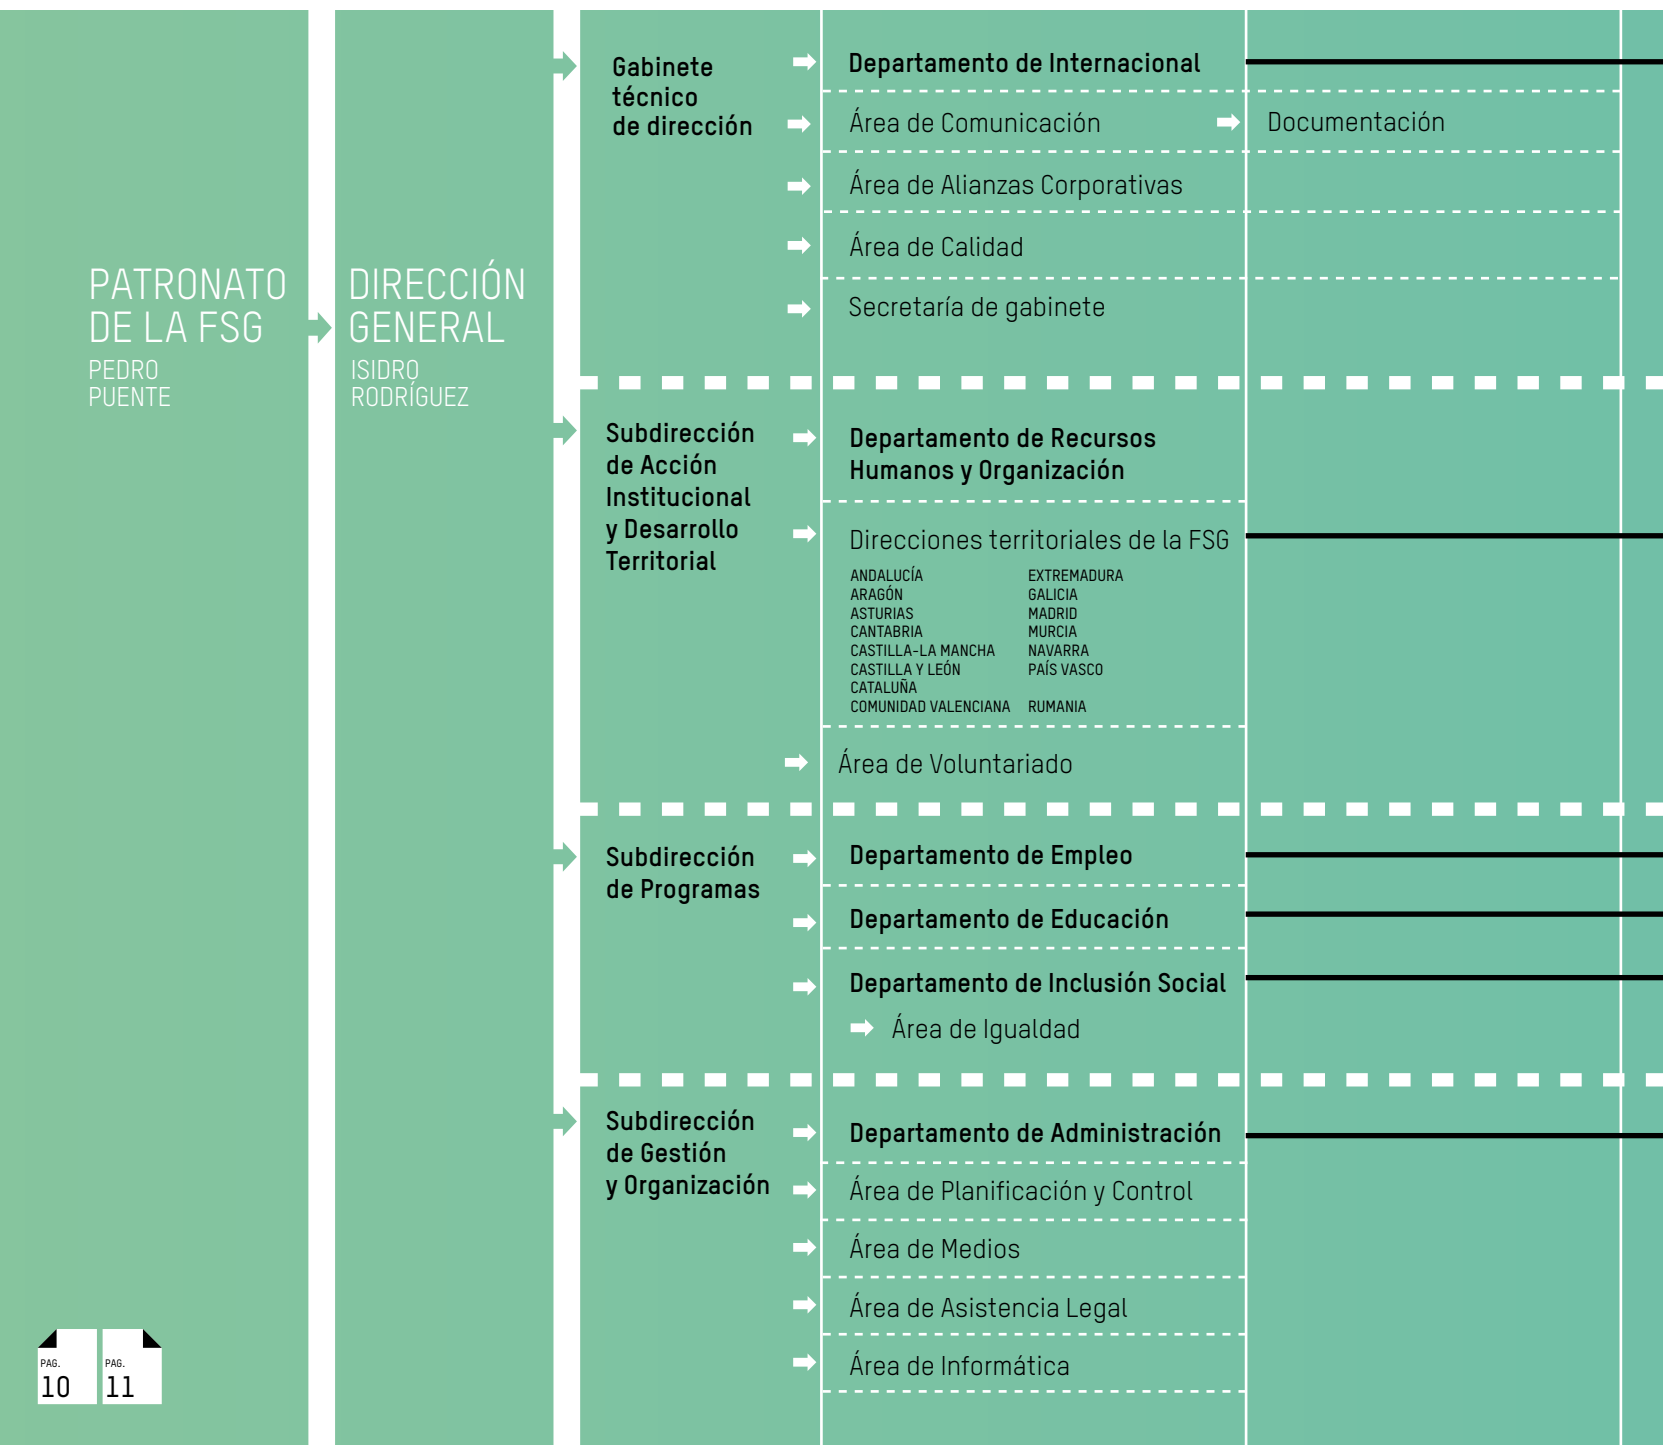 PATRONATO
DE LA FSG
PEDRO
PUENTE
DIRECCIÓN
GENERAL
ISIDRO
RODRÍGUEZ
Gabinete
técnico
de dirección
Departamento de Internacional
Área de Comunicación
Documentación
Área de Alianzas Corporativas
Área de Calidad
Secretaría de gabinete
Subdirección
de Acción
Institucional
y Desarrollo
Territorial
Departamento de Recursos
Humanos y Organización
Direcciones territoriales de la FSG
ANDALUCÍA
ARAGÓN
ASTURIAS
CANTABRIA
CASTILLA-LA MANCHA
CASTILLA Y LEÓN
CATALUÑA
COMUNIDAD VALENCIANA
EXTREMADURA
GALICIA
MADRID
MURCIA
NAVARRA
PAÍS VASCO
RUMANIA
Área de Voluntariado
Subdirección
de Programas
Departamento de Empleo
Departamento de Educación
Departamento de Inclusión Social
Área de Igualdad
Subdirección
de Gestión
y Organización
Departamento de Administración
Área de Planificación y Control
Área de Medios
Área de Asistencia Legal
Área de Informática
PAG.
10
PAG.
11